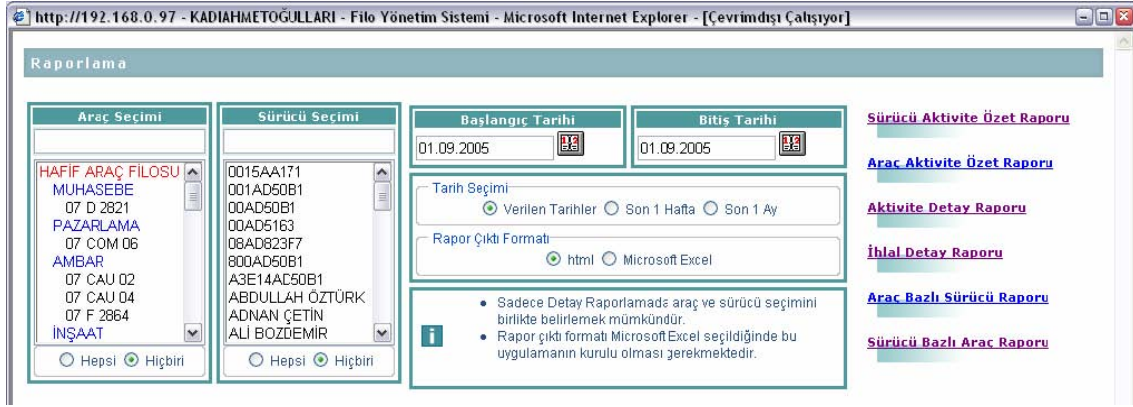 http://192.168.0.97 - KADIAHMETOĞULLARI - Filo Yönetim Sistemi - Microsoft Internet Explorer - [Çevrimdışı Çalışıyor]
Raporlama
Araç Seçimi
HAFİF ARAÇ FİLOSU
MUHASEBE
07 D 2821
PAZARLAMA
07 COM 06
AMBAR
07 CAU 02
07 CAU 04
07 F 2864
İNŞAAT
Hepsi Hiçbiri
Sürücü Seçimi
0015AA171
001AD50B1
00AD50B1
00AD5163
08AD823F7
800AD50B1
A3E14AC50B1
ABDULLAH ÖZTÜRK
ADNAN ÇETİN
ALİ BOZDEMİR
Hepsi Hiçbiri
Başlangıç Tarihi
01.09.2005
Bitiş Tarihi
01.09.2005
Tarih Seçimi
Verilen Tarihler Son 1 Hafta Son 1 Ay
Rapor Çıktı Formatı
html Microsoft Excel
• Sadece Detay Raporlamada araç ve sürücü seçimini
birlikte belirlemek mümkündür.
• Rapor çıktı formatı Microsoft Excel seçildiğinde bu
uygulamanın kurulu olması gerekmektedir.
Sürücü Aktivite Özet Raporu
Araç Aktivite Özet Raporu
Aktivite Detay Raporu
İhlal Detay Raporu
Araç Bazlı Sürücü Raporu
Sürücü Bazlı Araç Raporu